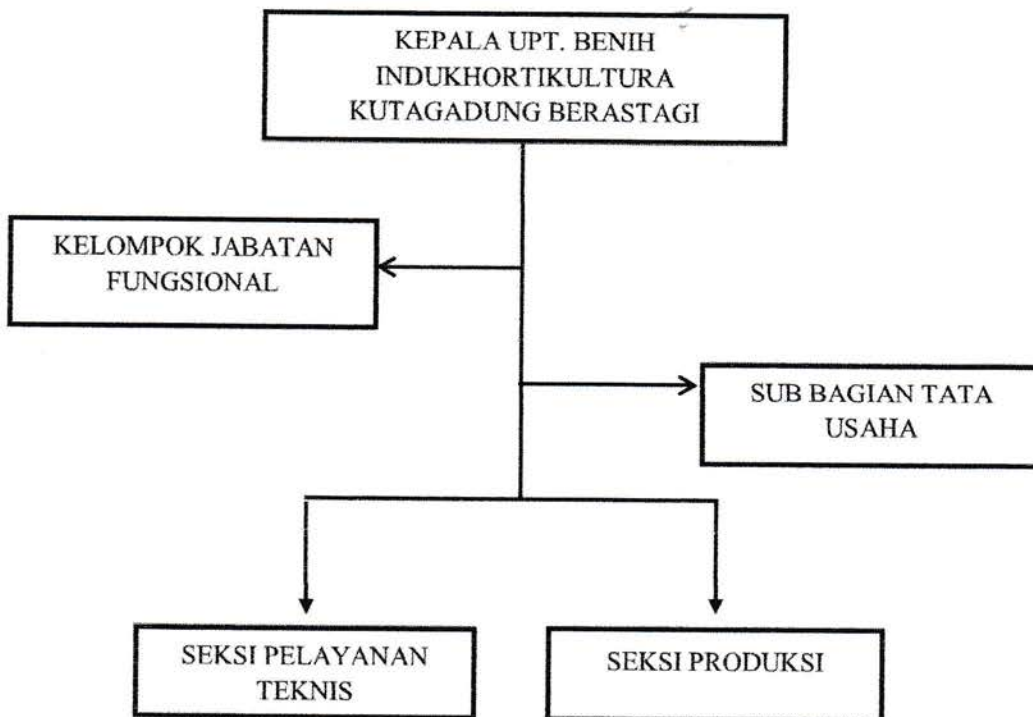 KEPALA UPT. BENIH
INDUKHORTIKULTURA
KUTAGADUNG BERASTAGI
KELOMPOK JABATAN
FUNGSIONAL
SUB BAGIAN TATA
USAHA
SEKSI PELAYANAN
TEKNIS
SEKSI PRODUKSI